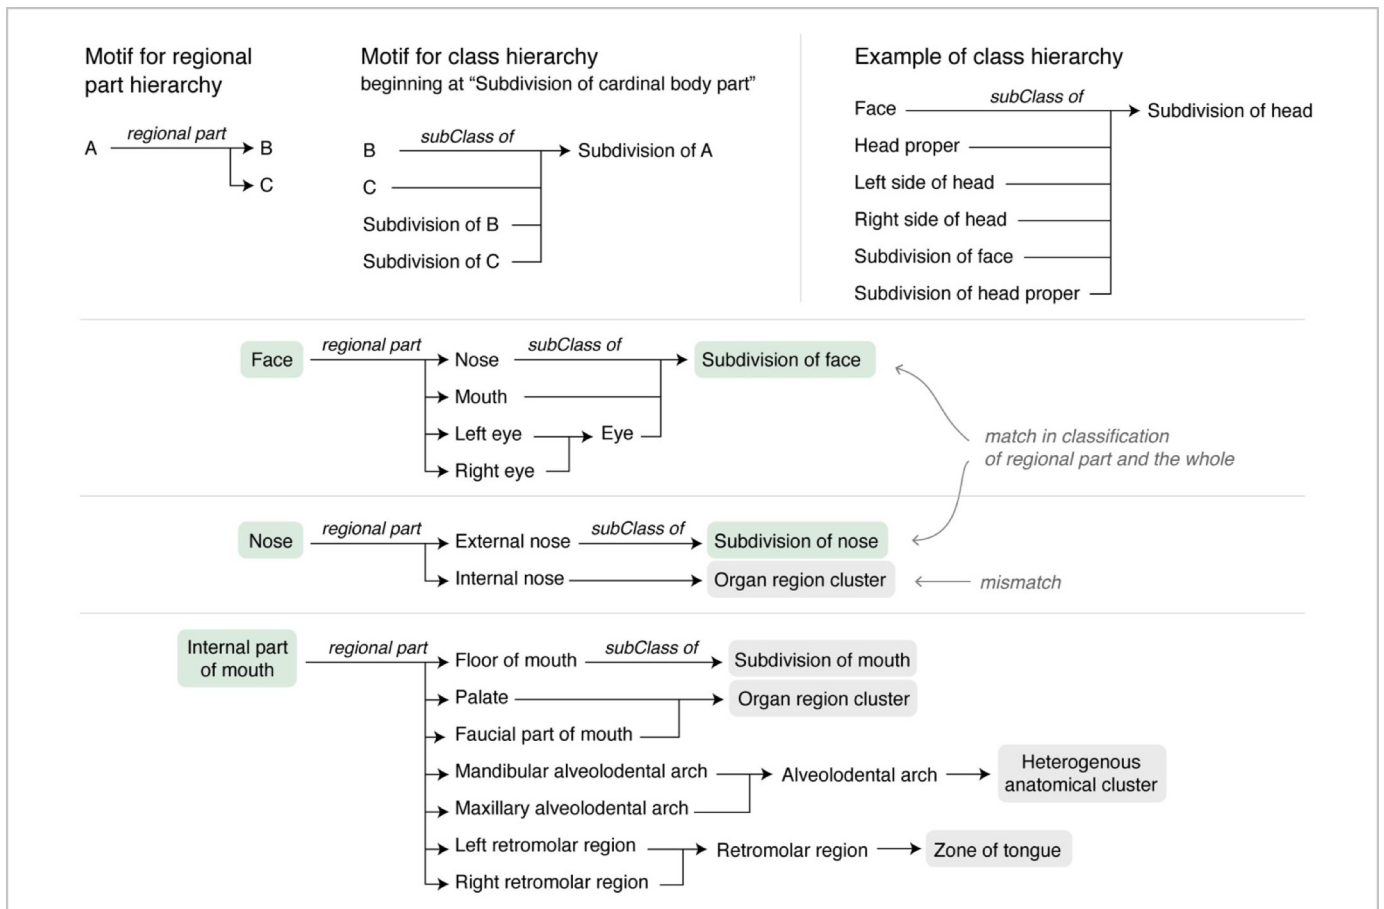 Motif for regional
part hierarchy
A
regional part
B
C
Motif for class hierarchy
beginning at “Subdivision of cardinal body part”
B
subClass of
Subdivision of A
C
Subdivision of B
Subdivision of C
Example of class hierarchy
Face
subClass of
Subdivision of head
Head proper
Left side of head
Right side of head
Subdivision of face
Subdivision of head proper
Face
regional part
Nose
subClass of
Subdivision of face
Mouth
Left eye
Eye
Right eye
match in classification
of regional part and the whole
Nose
regional part
External nose
subClass of
Subdivision of nose
Internal nose
Organ region cluster
mismatch
Internal part
of mouth
regional part
Floor of mouth
subClass of
Subdivision of mouth
Palate
Organ region cluster
Faucial part of mouth
Mandibular alveolodental arch
Alveolodental arch
Heterogenous
anatomical cluster
Maxillary alveolodental arch
Left retromolar region
Retromolar region
Zone of tongue
Right retromolar region